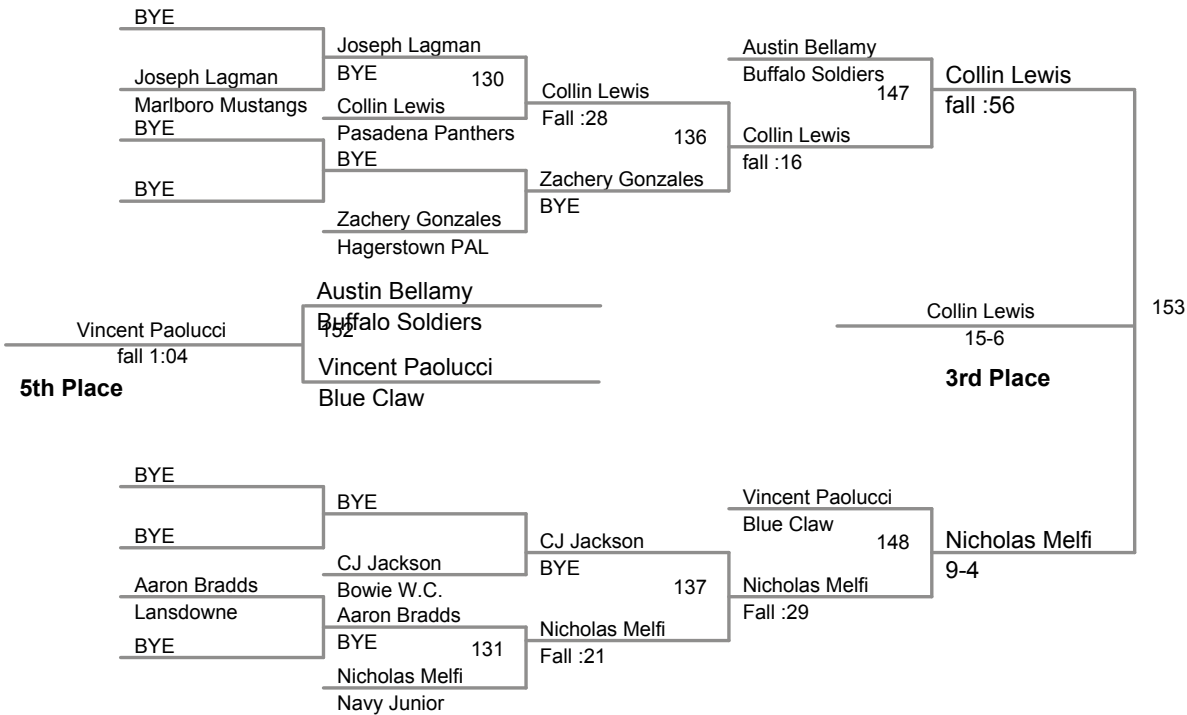 BYE
Joseph Lagman
Austin Bellamy
Joseph Lagman
BYE
130
Buffalo Soldiers
147
Collin Lewis
fall :56
Marlboro Mustangs
Collin Lewis
Collin Lewis
Fall :28
BYE
Pasadena Panthers
136
Collin Lewis
fall :16
BYE
BYE
Zachery Gonzales
BYE
Zachery Gonzales
Hagerstown PAL
Austin Bellamy
Buffalo Soldiers
152
Vincent Paolucci
fall 1:04
5th Place
Vincent Paolucci
Blue Claw
Collin Lewis
15-6
3rd Place
153
BYE
BYE
Vincent Paolucci
Blue Claw
148
BYE
CJ Jackson
BYE
Nicholas Melfi
9-4
CJ Jackson
Bowie W.C.
137
Aaron Bradds
Lansdowne
Nicholas Melfi
Fall :29
Aaron Bradds
BYE
131
BYE
Nicholas Melfi
Fall :21
Nicholas Melfi
Navy Junior